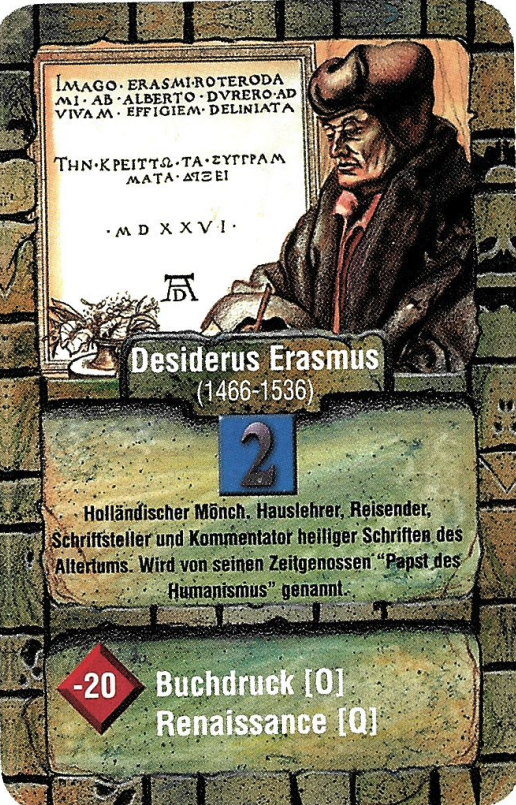 IMAGO · ERASMI · ROTERODA
MI · AB · ALBERTO · DVRERO · AD
VIVAM · EFFIGIEM · DELINIATA
ΤΗΝ · ΚΡΕΙΤΤΩ · ΤΑ · ΣΥΓΓΡΑΜ
ΜΑΤΑ · ΔΙΞΕΙ
· MDXXVI ·
AD
Desiderus Erasmus
(1466-1536)
2
Holländischer Mönch, Hauslehrer, Reisender,
Schriftsteller und Kommentator heiliger Schriften des
Altertums. Wird von seinen Zeitgenossen "Papst des
Humanismus" genannt.
-20
Buchdruck [O]
Renaissance [Q]